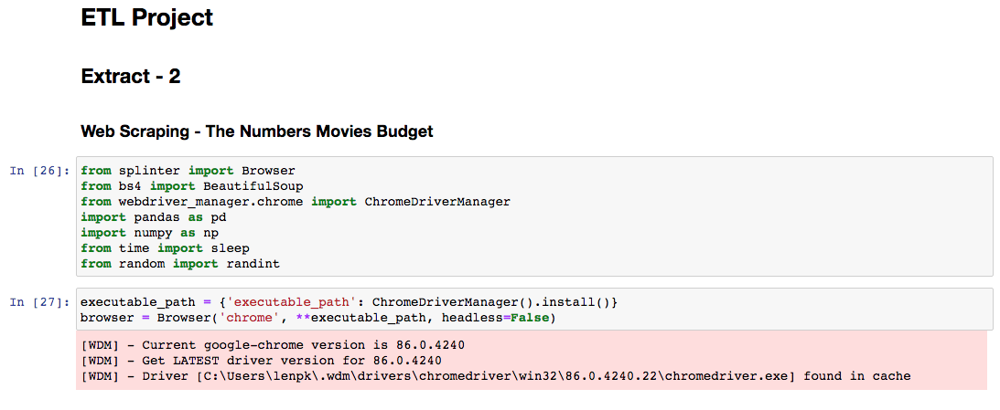 ETL Project
Extract - 2
Web Scraping - The Numbers Movies Budget
In [26]: from splinter import Browser
from bs4 import BeautifulSoup
from webdriver_manager.chrome import ChromeDriverManager
import pandas as pd
import numpy as np
from time import sleep
from random import randint
In [27]: executable_path = {'executable_path': ChromeDriverManager().install()}
browser = Browser('chrome', **executable_path, headless=False)
[WDM] - Current google-chrome version is 86.0.4240
[WDM] - Get LATEST driver version for 86.0.4240
[WDM] - Driver [C:\Users\lenpk\.wdm\drivers\chromedriver\win32\86.0.4240.22\chromedriver.exe] found in cache